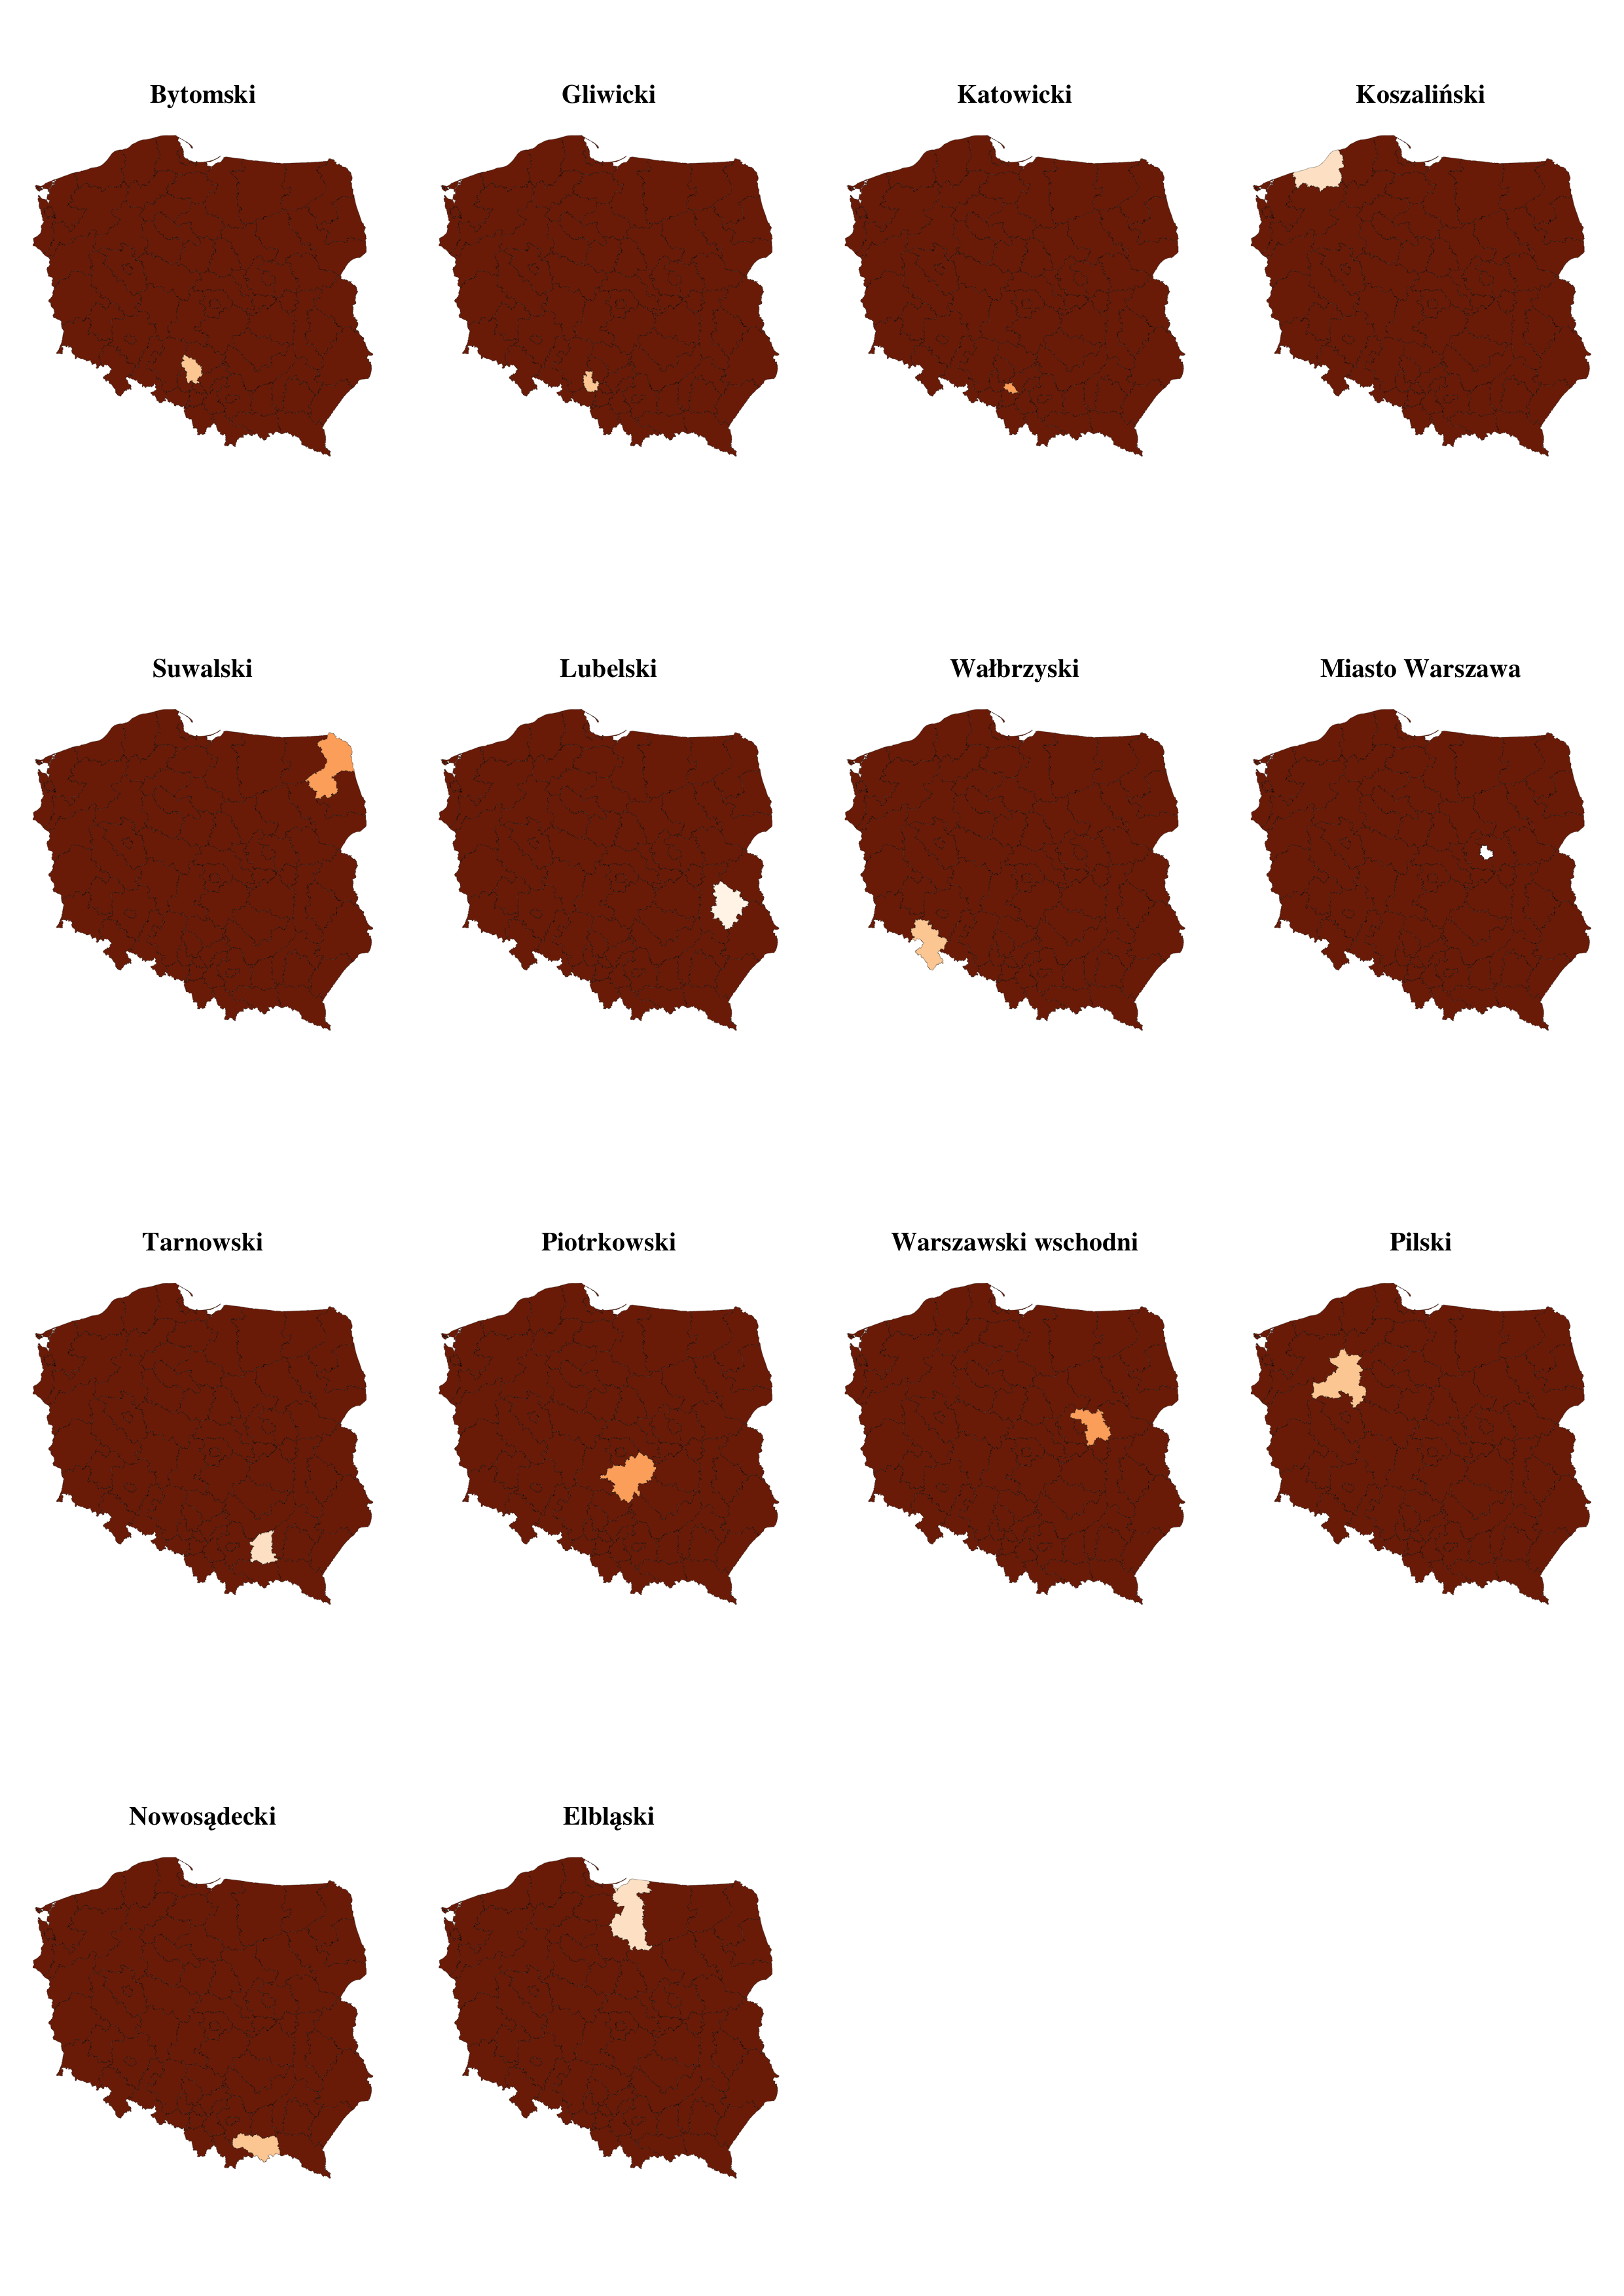 Bytomski
Gliwicki
Katowicki
Koszaliński
Suwalski
Lubelski
Wałbrzyski
Miasto Warszawa
Tarnowski
Piotrkowski
Warszawski wschodni
Pilski
Nowosądecki
Elbląski